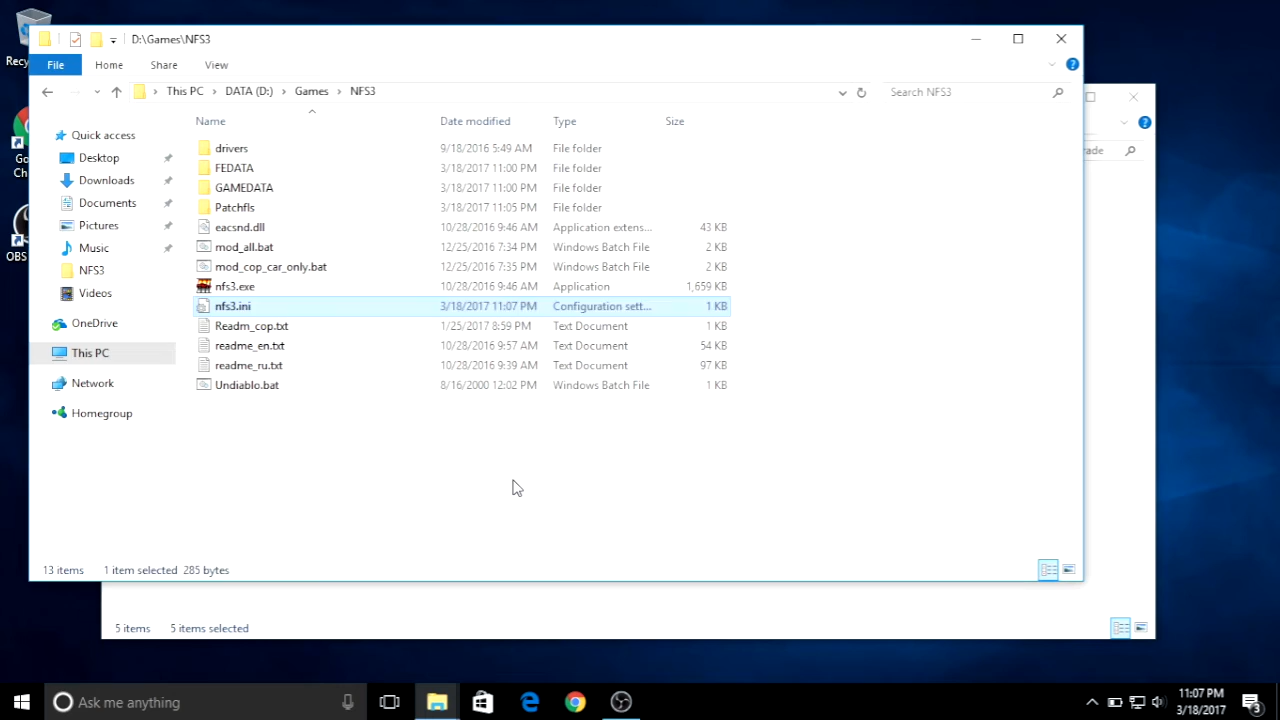 D:\Games\NFS3
File Home Share View
This PC DATA (D:) Games NFS3
Search NFS3
Name Date modified Type Size
Quick access
Desktop
Downloads
Documents
Pictures
Music
NFS3
Videos
OneDrive
This PC
Network
Homegroup
drivers 9/18/2016 5:49 AM File folder
FEDATA 3/18/2017 11:00 PM File folder
GAMEDATA 3/18/2017 11:00 PM File folder
Patchfls 3/18/2017 11:05 PM File folder
eacsnd.dll 10/28/2016 9:46 AM Application extens... 43 KB
mod_all.bat 12/25/2016 7:34 PM Windows Batch File 2 KB
mod_cop_car_only.bat 12/25/2016 7:35 PM Windows Batch File 2 KB
nfs3.exe 10/28/2016 9:46 AM Application 1,659 KB
nfs3.ini 3/18/2017 11:07 PM Configuration sett... 1 KB
Readm_cop.txt 1/25/2017 8:59 PM Text Document 1 KB
readme_en.txt 10/28/2016 9:57 AM Text Document 54 KB
readme_ru.txt 10/28/2016 9:39 AM Text Document 97 KB
Undiablo.bat 8/16/2000 12:02 PM Windows Batch File 1 KB
13 items 1 item selected 285 bytes
rade
5 items 5 items selected
Recy
Go
Ch
OBS
Ask me anything
11:07 PM
3/18/2017
3